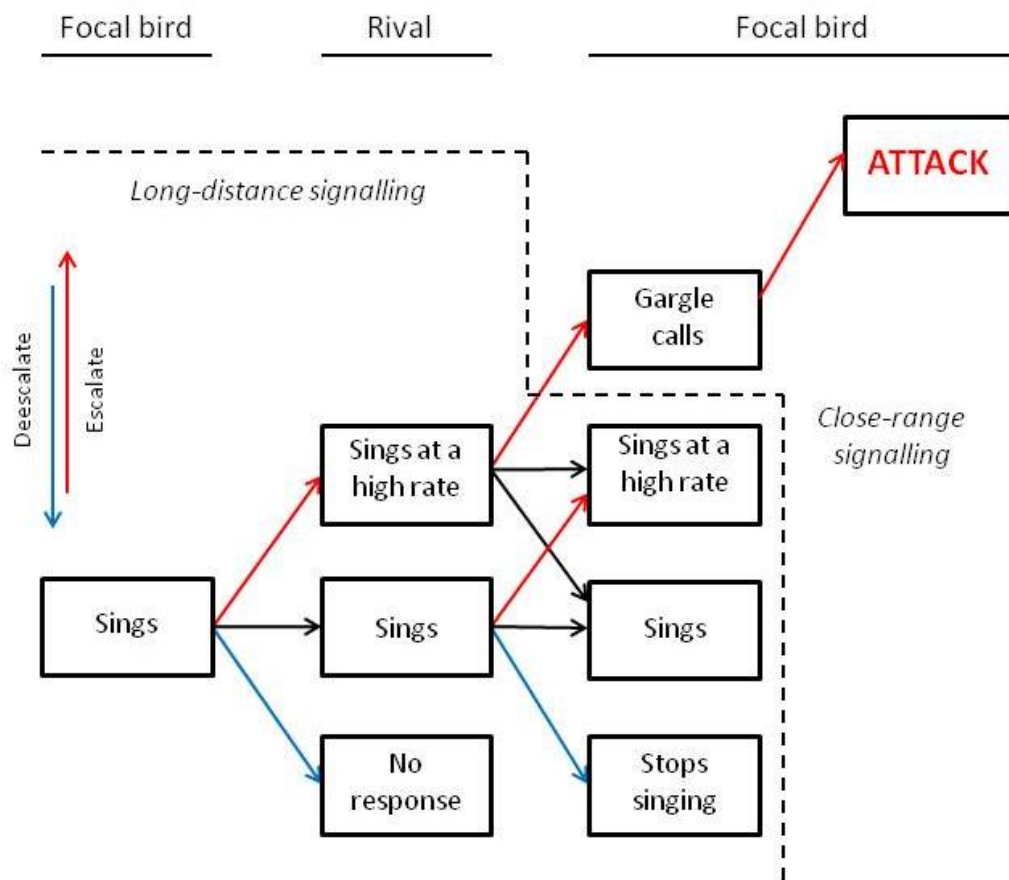 Focal bird
Rival
Focal bird
ATTACK
Long-distance signalling
Gargle
calls
Deescalate
Escalate
Close-range
signalling
Sings at a
high rate
Sings at a
high rate
Sings
Sings
Sings
No
response
Stops
singing